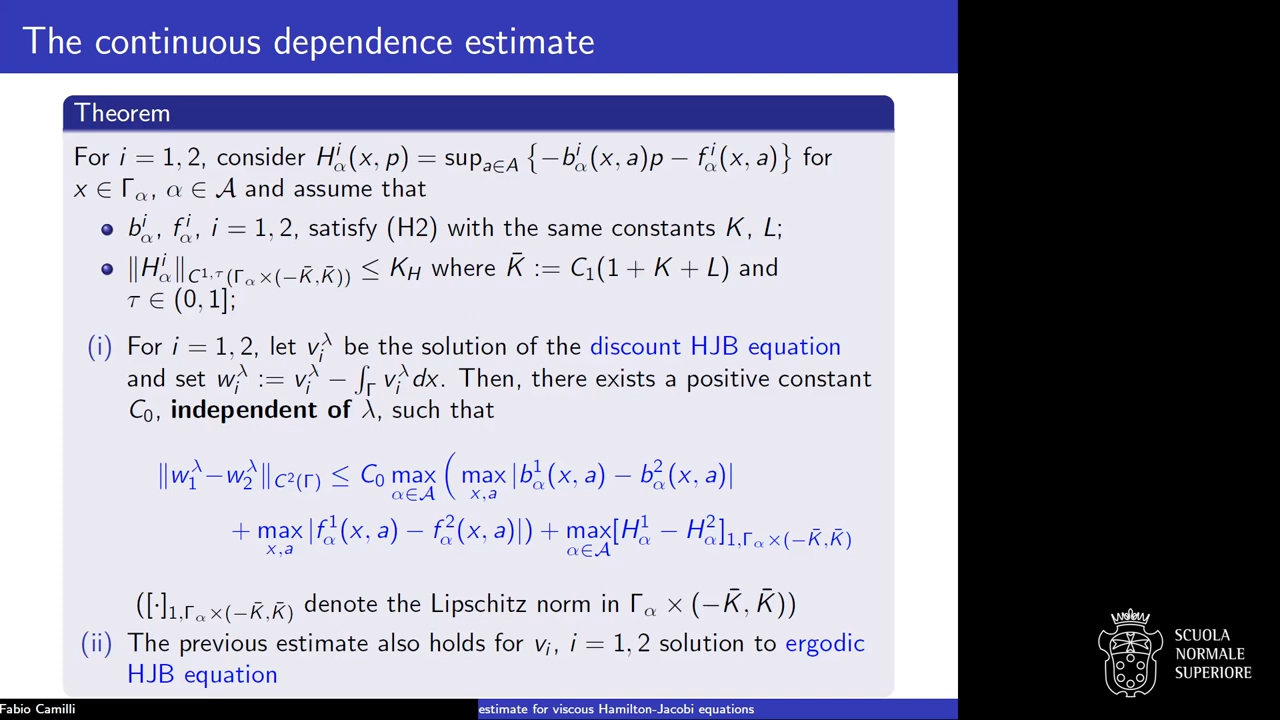 The continuous dependence estimate
Theorem
For i = 1, 2, consider H^i_α(x, p) = sup_{a∈A} {−b^i_α(x, a)p − f^i_α(x, a)} for
x ∈ Γ_α, α ∈ 𝒜 and assume that
• b^i_α, f^i_α, i = 1, 2, satisfy (H2) with the same constants K, L;
• ‖H^i_α‖_{C^{1,τ}(Γ_α×(−K̄,K̄))} ≤ K_H where K̄ := C_1(1 + K + L) and
τ ∈ (0, 1];
(i) For i = 1, 2, let v^λ_i be the solution of the discount HJB equation
and set w^λ_i := v^λ_i − ∫_Γ v^λ_i dx. Then, there exists a positive constant
C_0, independent of λ, such that
‖w^λ_1 − w^λ_2‖_{C^2(Γ)} ≤ C_0 max_{α∈𝒜} ( max_{x,a} |b^1_α(x, a) − b^2_α(x, a)|
+ max_{x,a} |f^1_α(x, a) − f^2_α(x, a)|) + max_{α∈𝒜} [H^1_α − H^2_α]_{1,Γ_α×(−K̄,K̄)}
([·]_{1,Γ_α×(−K̄,K̄)} denote the Lipschitz norm in Γ_α × (−K̄, K̄))
(ii) The previous estimate also holds for v_i, i = 1, 2 solution to ergodic
HJB equation
Fabio Camilli
estimate for viscous Hamilton-Jacobi equations
SCUOLA
NORMALE
SUPERIORE